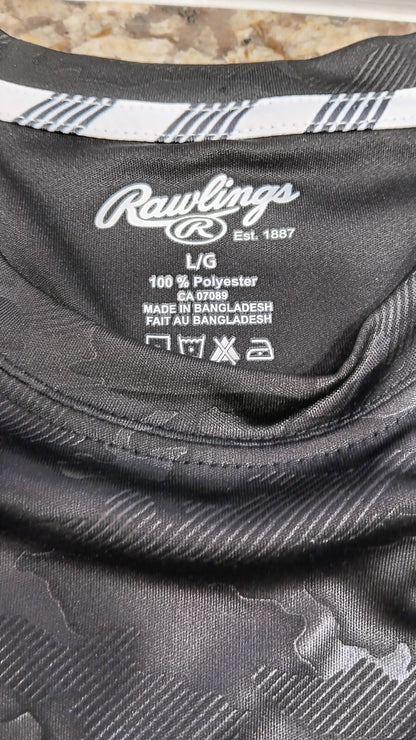 Rawlings
R
Est. 1887
L/G
100 % Polyester
CA 07089
MADE IN BANGLADESH
FAIT AU BANGLADESH